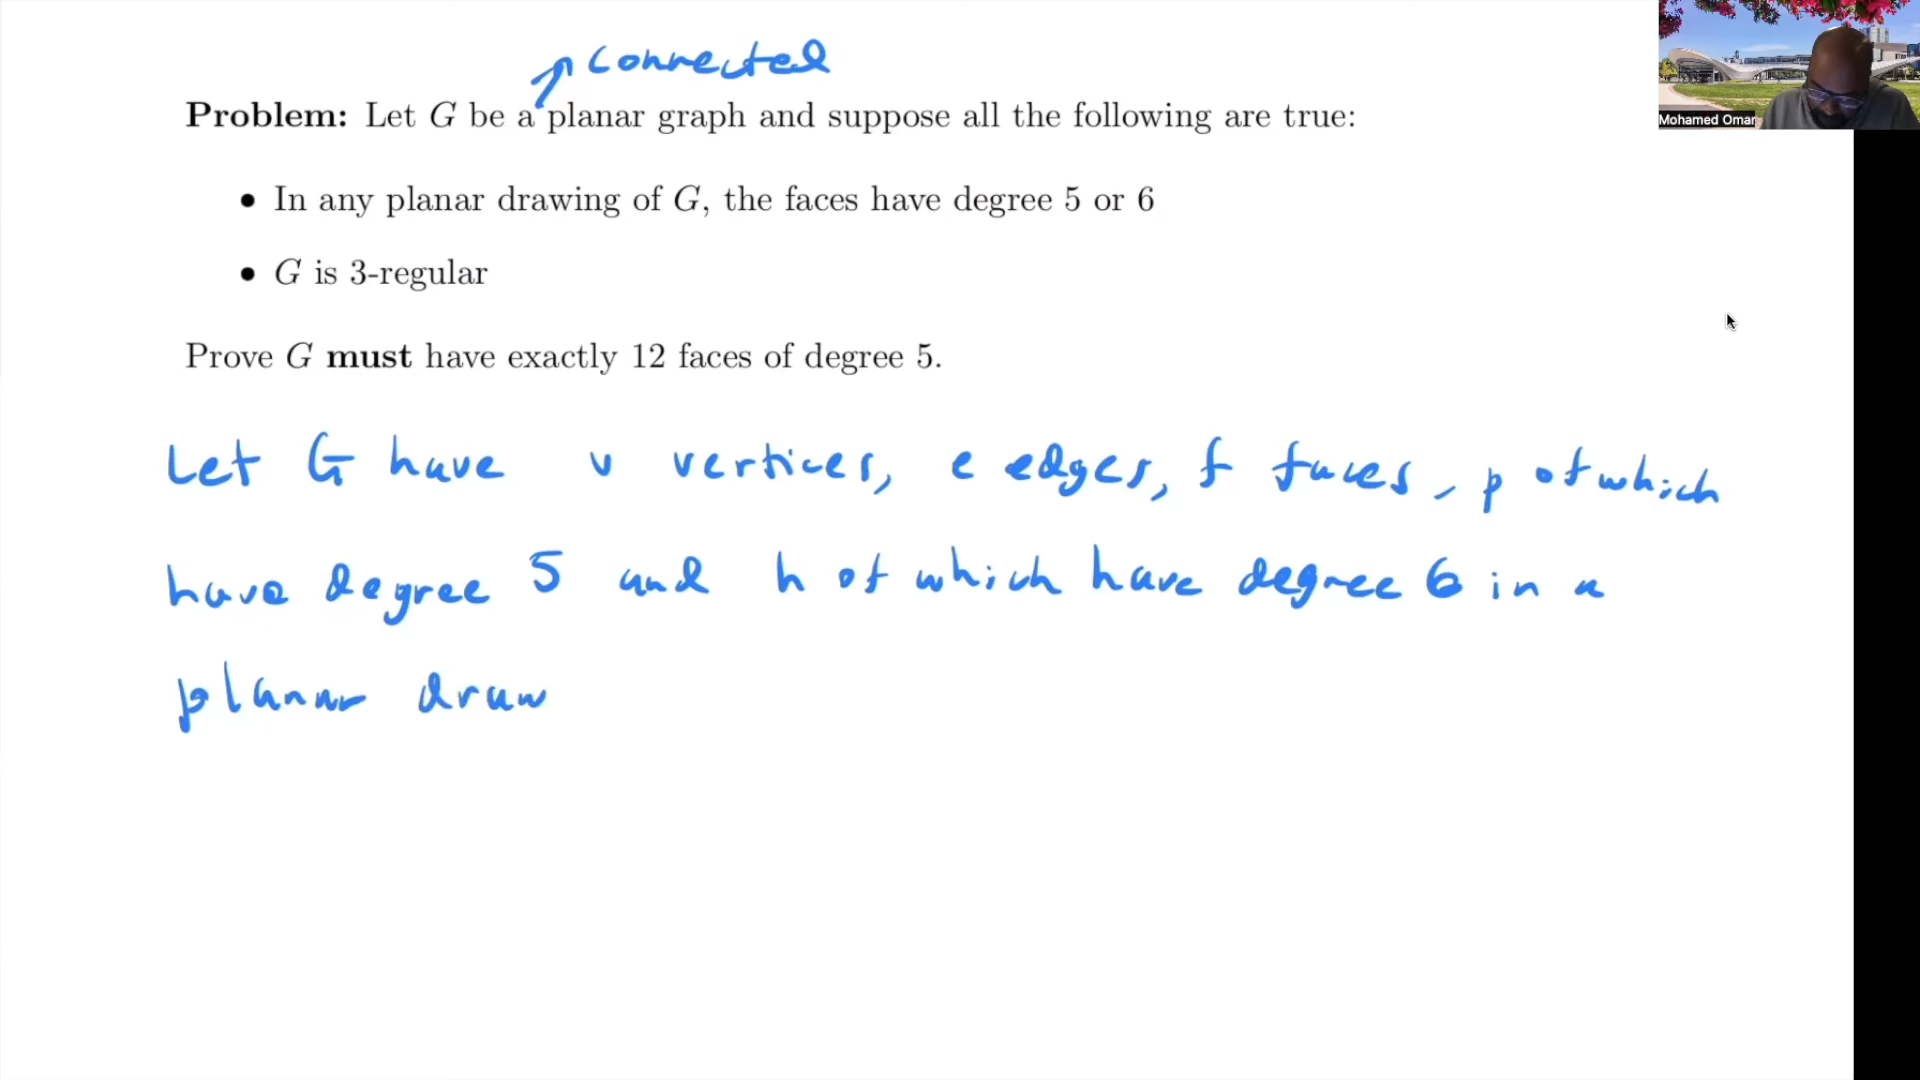 connected
Problem: Let G be a planar graph and suppose all the following are true:
Mohamed Omar
• In any planar drawing of G, the faces have degree 5 or 6
• G is 3-regular
Prove G must have exactly 12 faces of degree 5.
Let G have v vertices, e edges, f faces, p of which
have degree 5 and h of which have degree 6 in a
planar draw